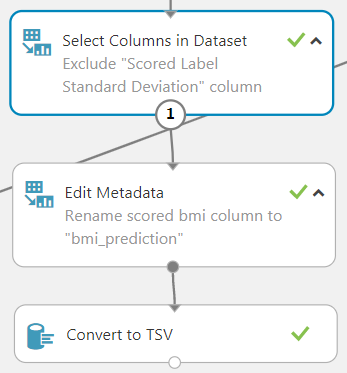 Select Columns in Dataset
Exclude "Scored Label
Standard Deviation" column
1
Edit Metadata
Rename scored bmi column to
"bmi_prediction"
Convert to TSV